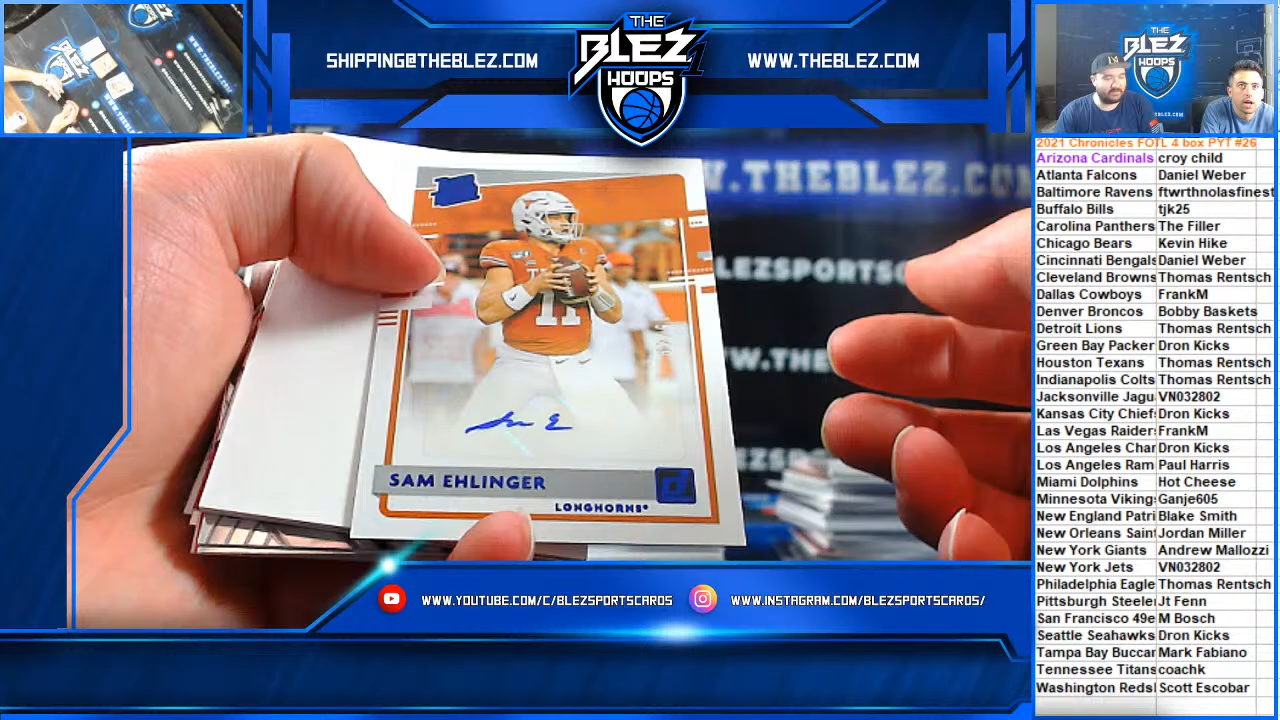 THE
BLEZ
HOOPS
SHIPPING@THEBLEZ.COM
WWW.THEBLEZ.COM
2021 Chronicles FOTL 4 box PYT #26
Arizona Cardinals croy child
Atlanta Falcons Daniel Weber
Baltimore Ravens ftwrthnolasfinest
Buffalo Bills tjk25
Carolina Panthers The Filler
Chicago Bears Kevin Hike
Cincinnati Bengals Daniel Weber
Cleveland Browns Thomas Rentsch
Dallas Cowboys FrankM
Denver Broncos Bobby Baskets
Detroit Lions Thomas Rentsch
Green Bay Packer Dron Kicks
Houston Texans Thomas Rentsch
Indianapolis Colts Thomas Rentsch
Jacksonville Jagu VN032802
Kansas City Chiefs Dron Kicks
Las Vegas Raiders FrankM
Los Angeles Char Dron Kicks
Los Angeles Ram Paul Harris
Miami Dolphins Hot Cheese
Minnesota Viking Ganje605
New England Patri Blake Smith
New Orleans Saint Jordan Miller
New York Giants Andrew Mallozzi
New York Jets VN032802
Philadelphia Eagle Thomas Rentsch
Pittsburgh Steeler Jt Fenn
San Francisco 49e M Bosch
Seattle Seahawks Dron Kicks
Tampa Bay Buccan Mark Fabiano
Tennessee Titans coachk
Washington Reds Scott Escobar
THE
BLEZ
HOOPS
W.THEBLEZ.COM
11
SAM EHLINGER
LONGHORNS
WWW.YOUTUBE.COM/C/BLEZSPORTSCARDS
WWW.INSTAGRAM.COM/BLEZSPORTSCARDS/